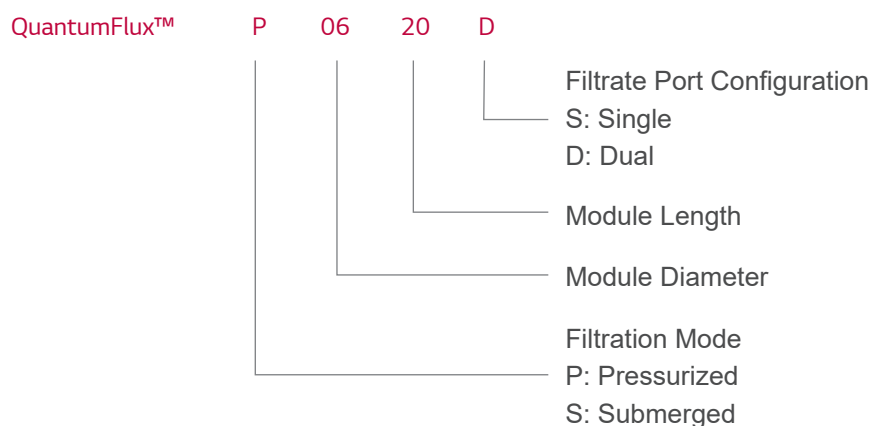 QuantumFlux™ P 06 20 D
Filtrate Port Configuration
S: Single
D: Dual
Module Length
Module Diameter
Filtration Mode
P: Pressurized
S: Submerged